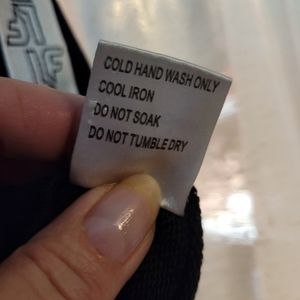 COLD HAND WASH ONLY
COOL IRON
DO NOT SOAK
DO NOT TUMBLE DRY